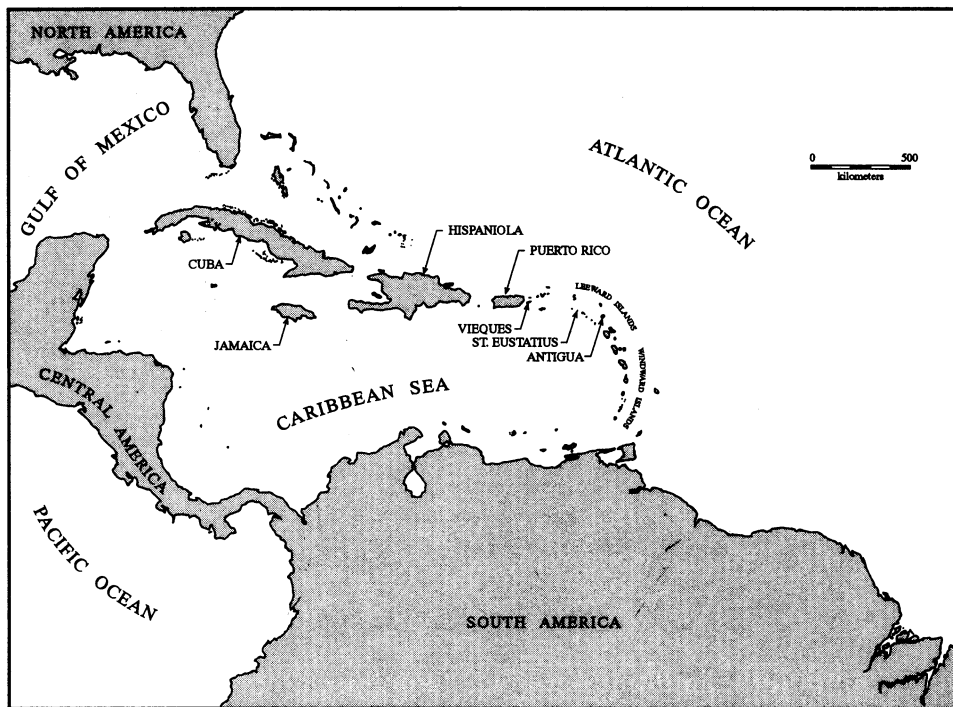 NORTH AMERICA
GULF OF MEXICO
ATLANTIC OCEAN
0 500
kilometers
HISPANIOLA
PUERTO RICO
CUBA
LEEWARD ISLANDS
VIEQUES
ST. EUSTATIUS
ANTIGUA
JAMAICA
WINDWARD ISLANDS
CENTRAL AMERICA
CARIBBEAN SEA
PACIFIC OCEAN
SOUTH AMERICA